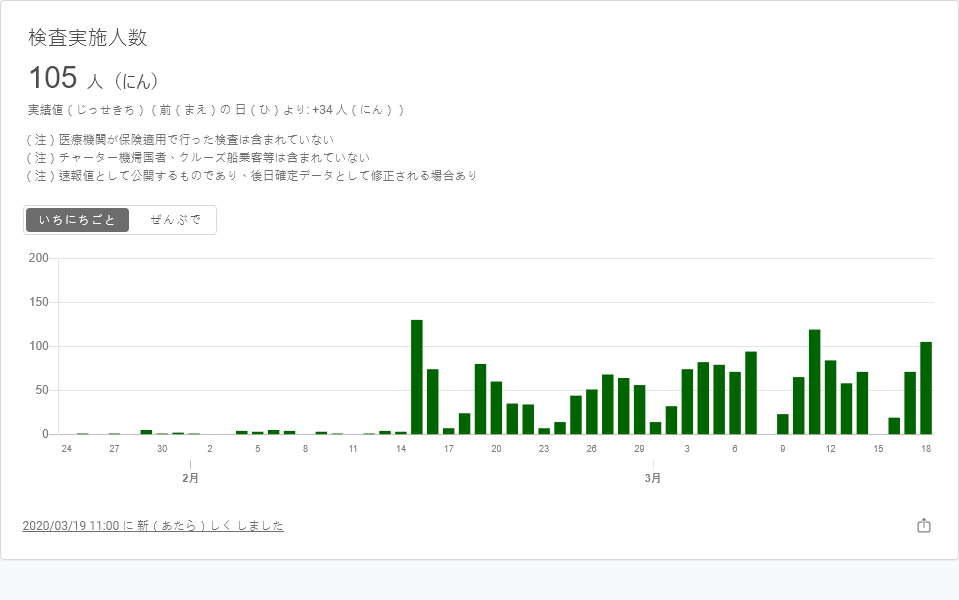 検査実施人数
105 人（にん）
実績値 ( じっせきち ) ( 前 ( まえ ) の 日 ( ひ ) より: +34 人 ( にん ) )
( 注 ) 医療機関が保険適用で行った検査は含まれていない
( 注 ) チャーター機帰国者、クルーズ船乗客等は含まれていない
( 注 ) 速報値として公開するものであり、後日確定データとして修正される場合あり
いちにちごと ぜんぶで
200
150
100
50
0
24 27 30 2 5 8 11 14 17 20 23 26 29 3 6 9 12 15 18
2月 3月
2020/03/19 11:00 に 新 ( あたら ) しく しました